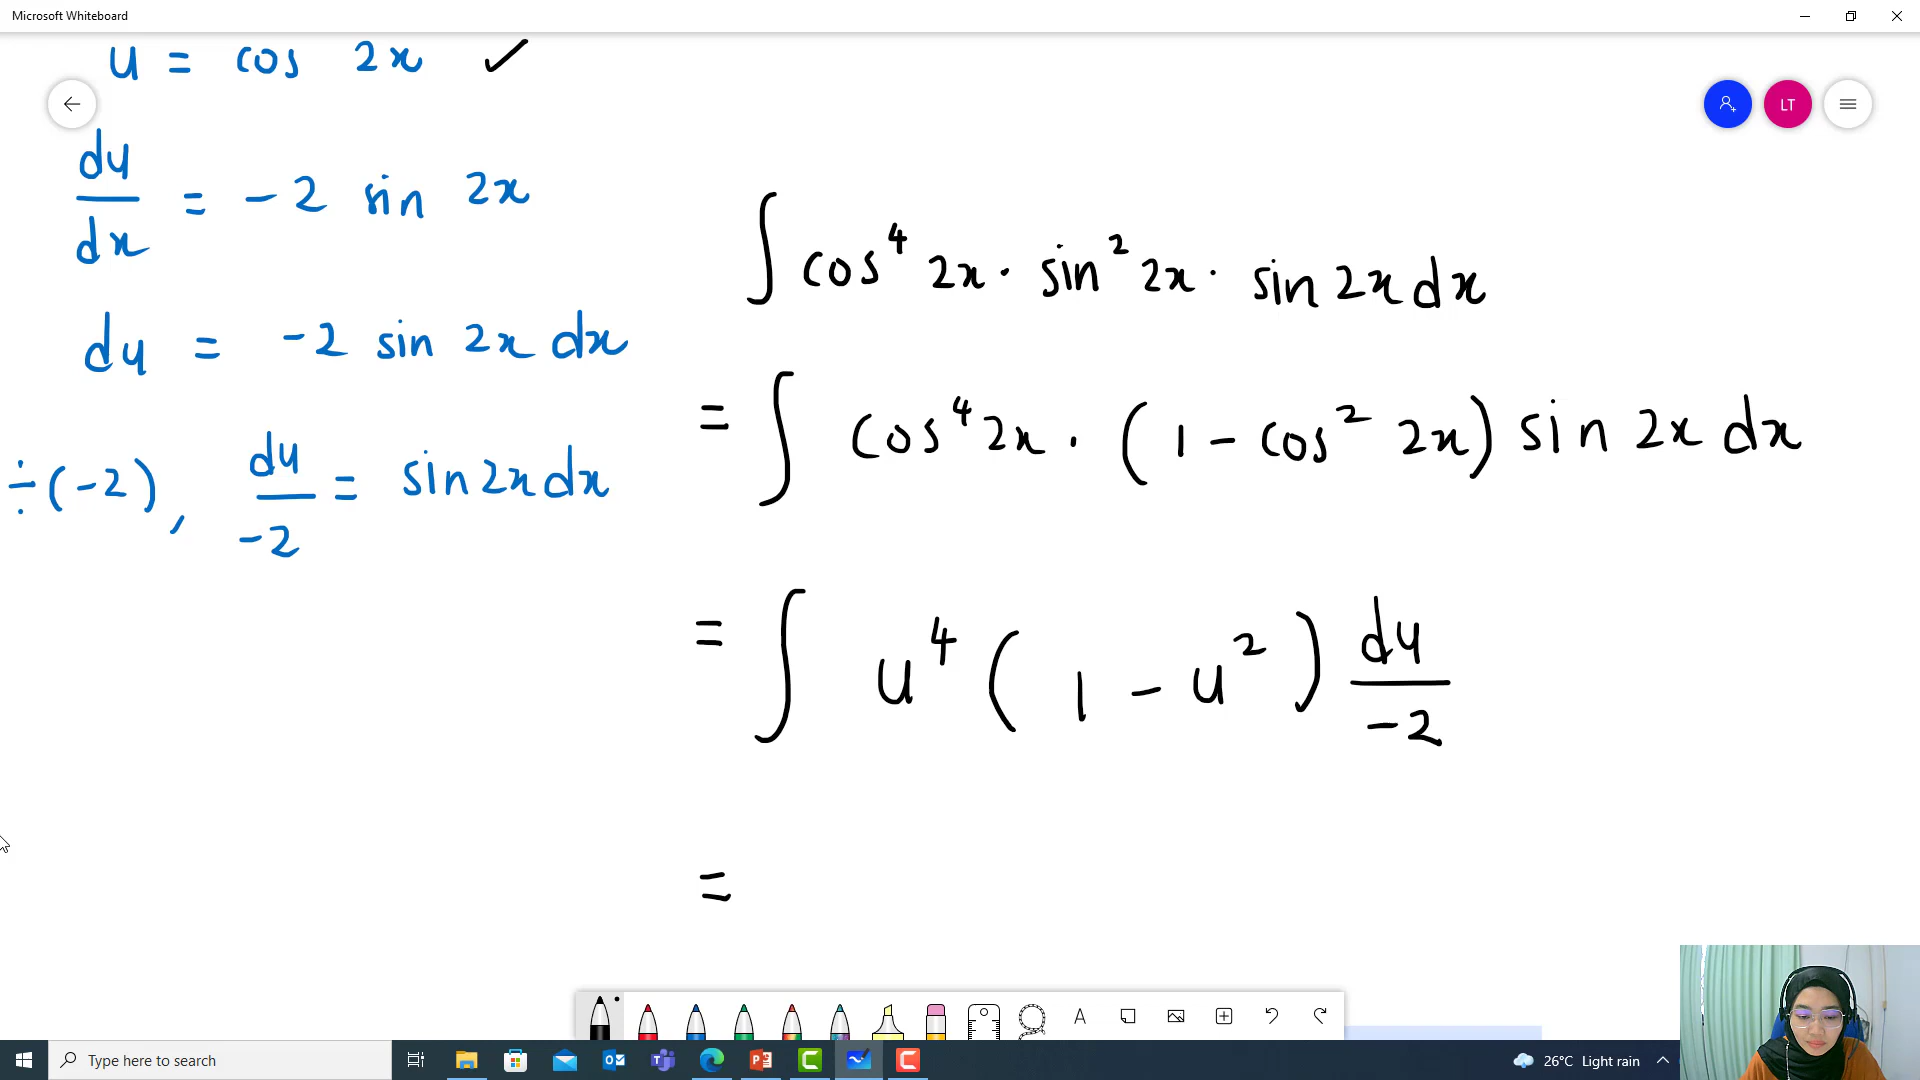 Microsoft Whiteboard
u = cos 2x ✓
du/dx = -2 sin 2x
du = -2 sin 2x dx
÷(-2), du/-2 = sin 2x dx
LT
∫ cos⁴ 2x · sin² 2x · sin 2x dx
= ∫ cos⁴ 2x · (1 - cos² 2x) sin 2x dx
= ∫ u⁴ (1 - u²) du/-2
=
A
Type here to search
26°C Light rain